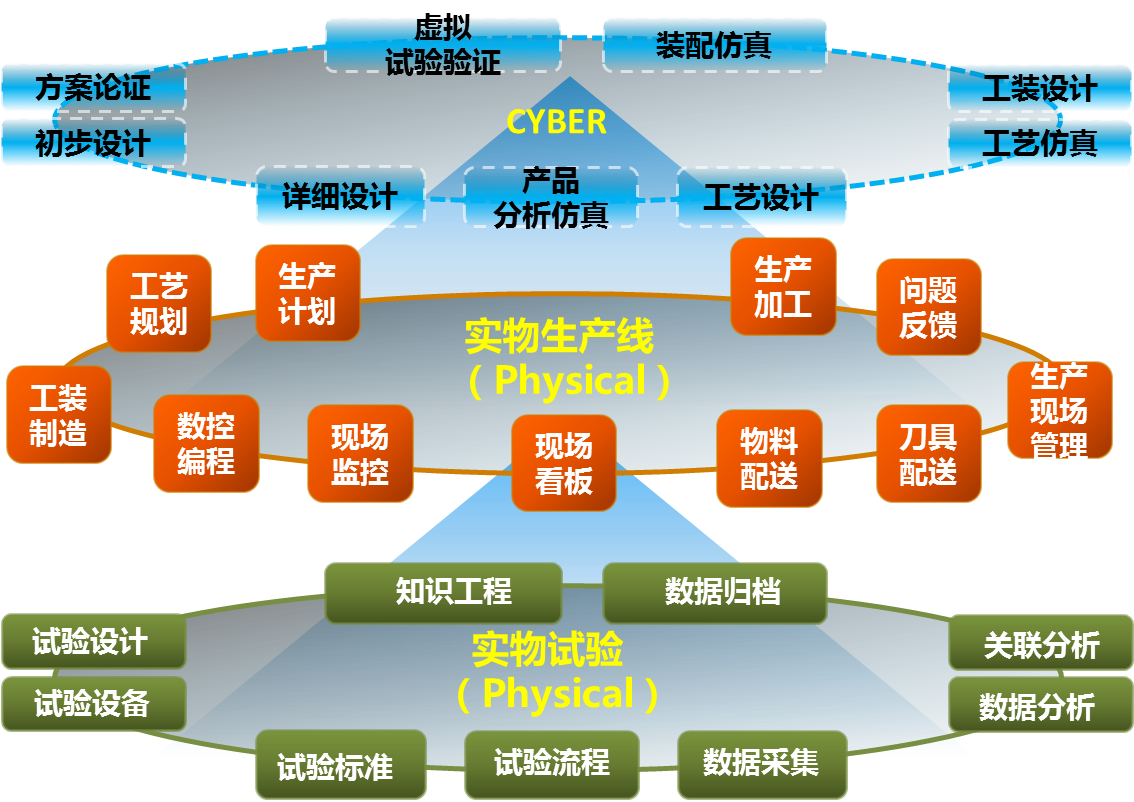 虚拟
试验验证
装配仿真
方案论证
工装设计
CYBER
初步设计
工艺仿真
详细设计
产品
分析仿真
工艺设计
工艺
规划
生产
计划
生产
加工
问题
反馈
实物生产线
（Physical）
工装
制造
数控
编程
现场
监控
现场
看板
物料
配送
刀具
配送
生产
现场
管理
知识工程
数据归档
试验设计
实物试验
（Physical）
关联分析
试验设备
数据分析
试验标准
试验流程
数据采集